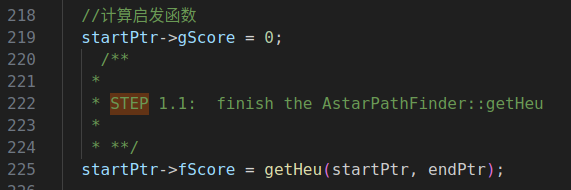 218 //计算启发函数
219 startPtr->gScore = 0;
220 /**
221 *
222 * STEP 1.1:  finish the AstarPathFinder::getHeu
223 *
224 * **/
225 startPtr->fScore = getHeu(startPtr, endPtr);